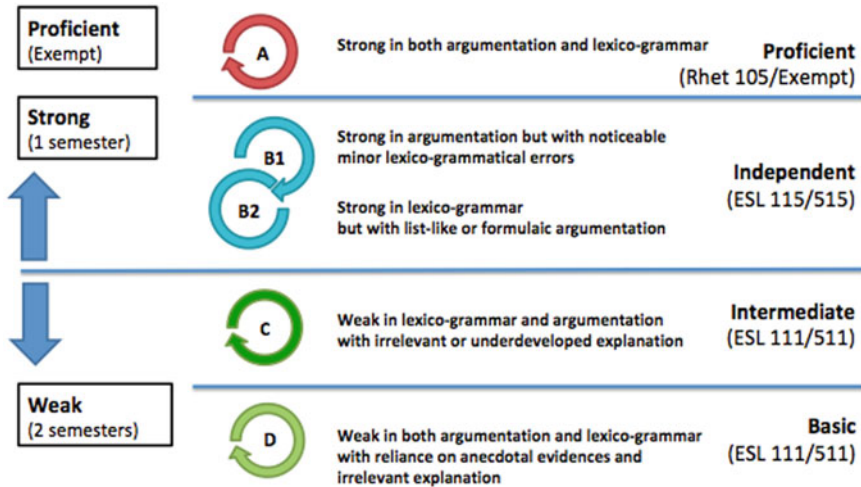 Proficient
(Exempt)
A
Strong in both argumentation and lexico-grammar
Proficient
(Rhet 105/Exempt)
Strong
(1 semester)
B1
Strong in argumentation but with noticeable
minor lexico-grammatical errors
B2
Strong in lexico-grammar
but with list-like or formulaic argumentation
Independent
(ESL 115/515)
C
Weak in lexico-grammar and argumentation
with irrelevant or underdeveloped explanation
Intermediate
(ESL 111/511)
Weak
(2 semesters)
D
Weak in both argumentation and lexico-grammar
with reliance on anecdotal evidences and
irrelevant explanation
Basic
(ESL 111/511)